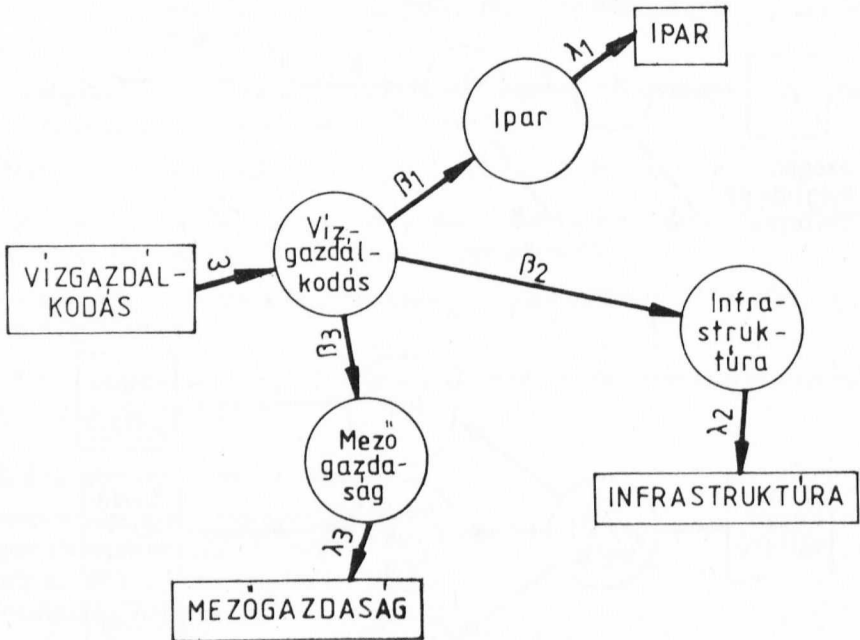 IPAR
λ1
Ipar
β1
Víz-
gazdál-
kodás
ω
VÍZGAZDÁL-
KODÁS
β2
Infra-
struk-
túra
β3
λ2
Mező
gazda-
ság
INFRASTRUKTÚRA
λ3
MEZŐGAZDASÁG